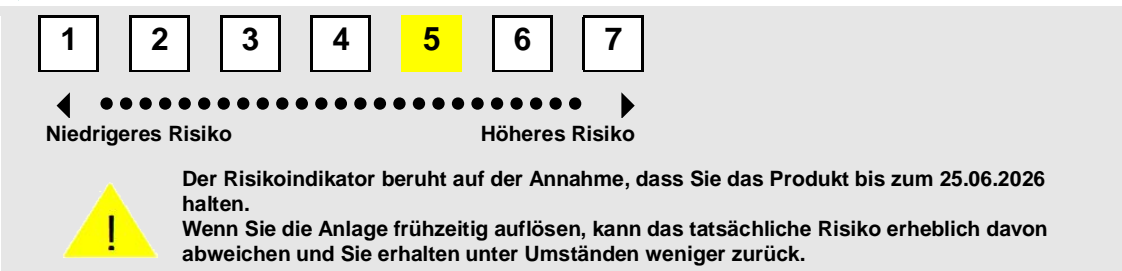 1 2 3 4 5 6 7
Niedrigeres Risiko Höheres Risiko
Der Risikoindikator beruht auf der Annahme, dass Sie das Produkt bis zum 25.06.2026
halten.
!
Wenn Sie die Anlage frühzeitig auflösen, kann das tatsächliche Risiko erheblich davon
abweichen und Sie erhalten unter Umständen weniger zurück.